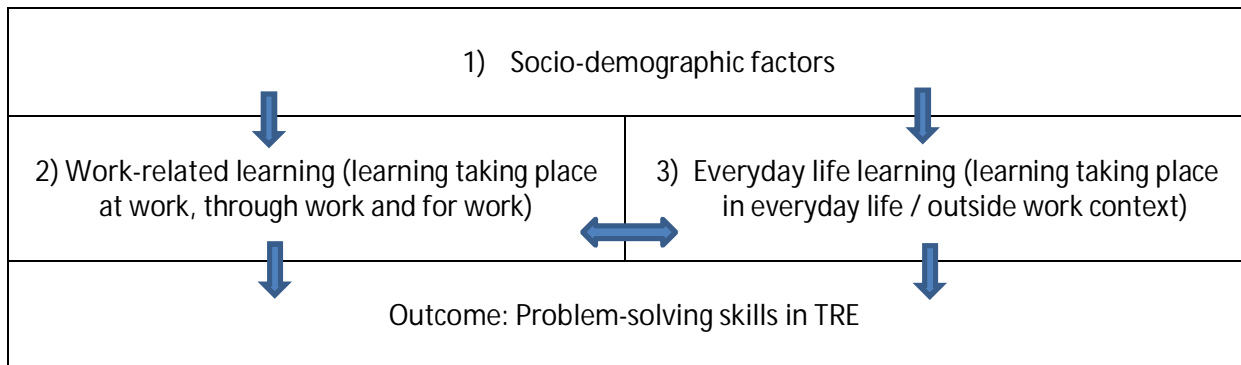 1) Socio-demographic factors
2) Work-related learning (learning taking place
at work, through work and for work)
3) Everyday life learning (learning taking place
in everyday life / outside work context)
Outcome: Problem-solving skills in TRE